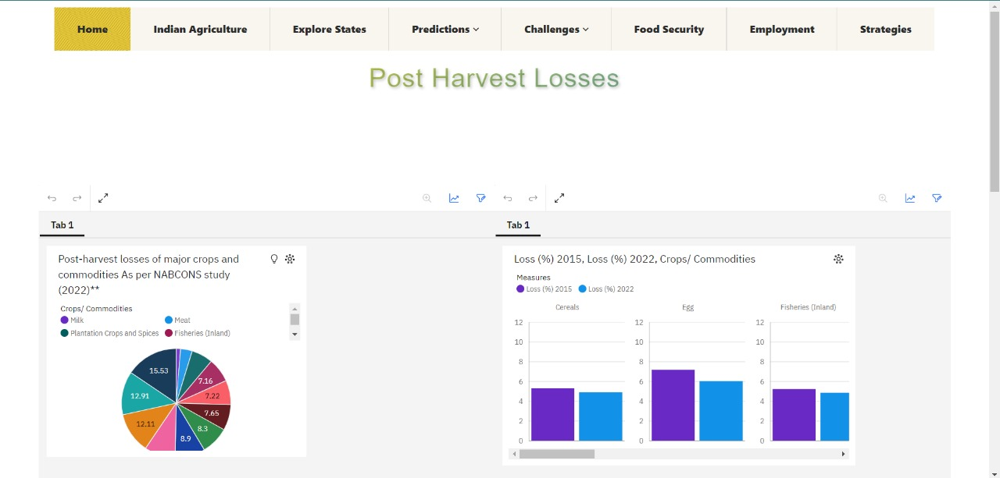 Home Indian Agriculture Explore States Predictions Challenges Food Security Employment Strategies
Post Harvest Losses
Tab 1
Post-harvest losses of major crops and
commodities As per NABCONS study
(2022)**
Crops/ Commodities
Milk Meat
Plantation Crops and Spices Fisheries (Inland)
15.53
7.16
12.91
7.22
7.65
12.11
8.3
8.9
Tab 1
Loss (%) 2015, Loss (%) 2022, Crops/ Commodities
Measures
Loss (%) 2015 Loss (%) 2022
Cereals Egg Fisheries (Inland)
12 12 12
10 10 10
8 8 8
6 6 6
4 4 4
2 2 2
0 0 0